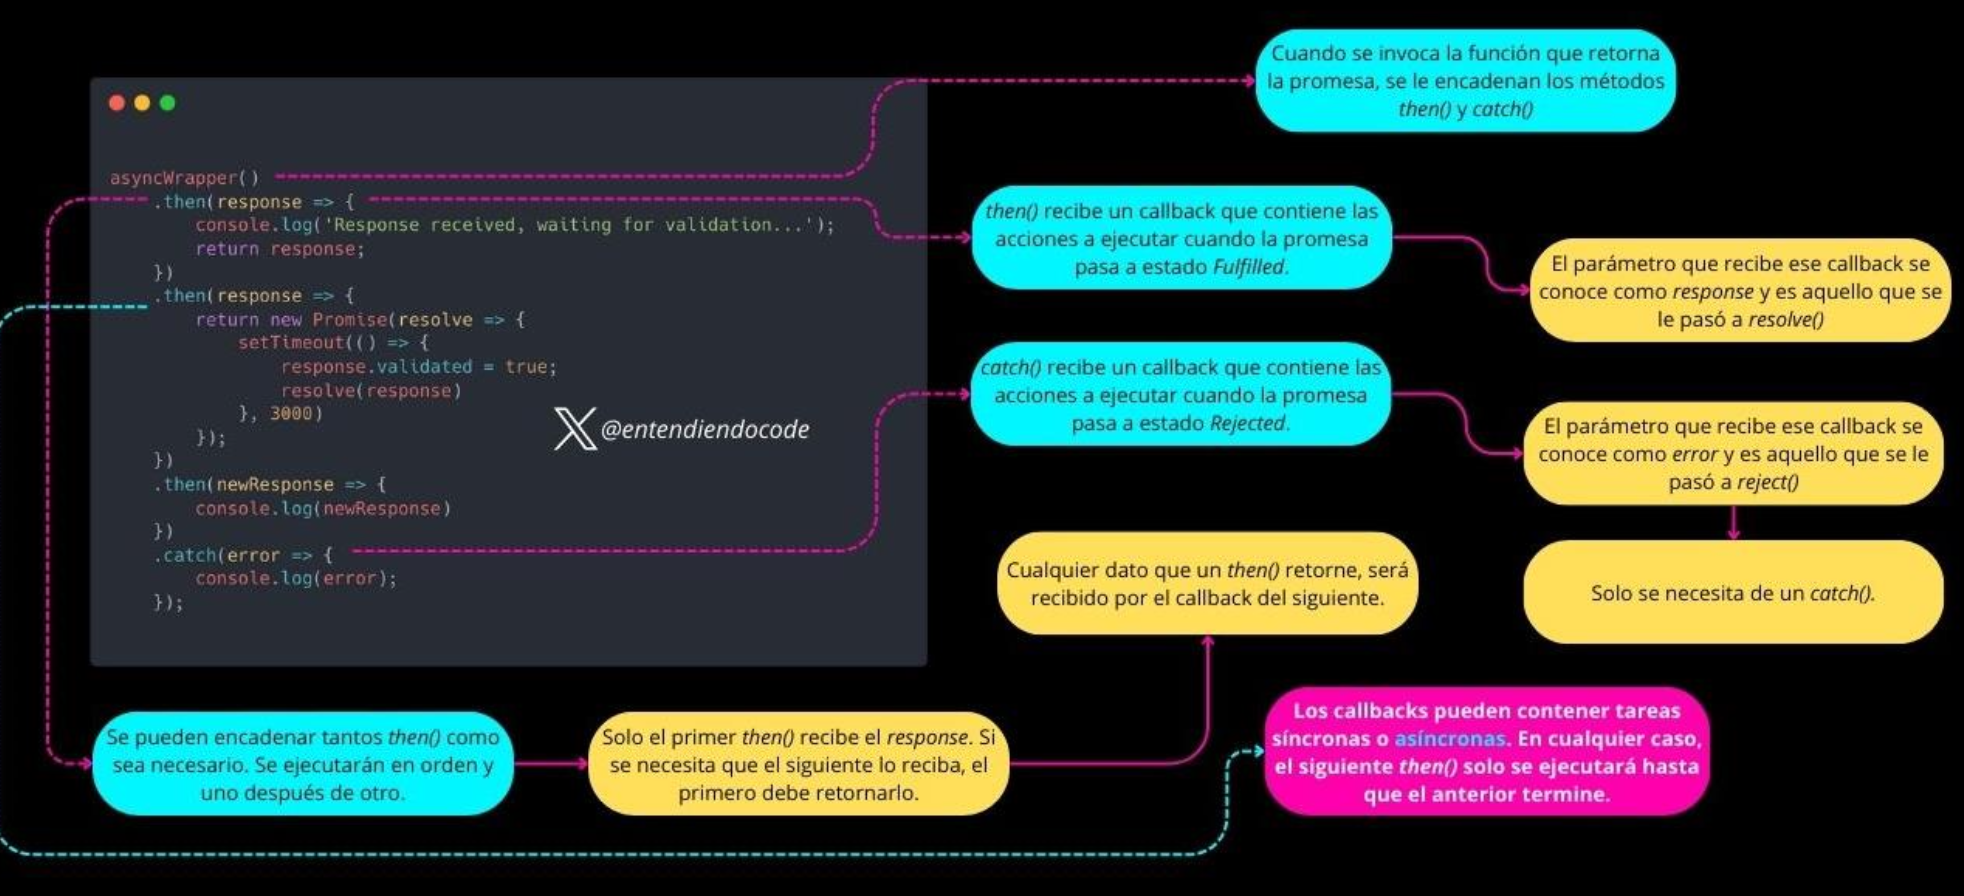 Cuando se invoca la función que retorna
la promesa, se le encadenan los métodos
then() y catch()
asyncWrapper()
.then(response => {
console.log('Response received, waiting for validation...');
return response;
})
.then(response => {
return new Promise(resolve => {
setTimeout(() => {
response.validated = true;
resolve(response)
}, 3000)
});
})
.then(newResponse => {
console.log(newResponse)
})
.catch(error => {
console.log(error);
});
@entendiendocode
then() recibe un callback que contiene las
acciones a ejecutar cuando la promesa
pasa a estado Fulfilled.
El parámetro que recibe ese callback se
conoce como response y es aquello que se
le pasó a resolve()
catch() recibe un callback que contiene las
acciones a ejecutar cuando la promesa
pasa a estado Rejected.
El parámetro que recibe ese callback se
conoce como error y es aquello que se le
pasó a reject()
Solo se necesita de un catch().
Cualquier dato que un then() retorne, será
recibido por el callback del siguiente.
Se pueden encadenar tantos then() como
sea necesario. Se ejecutarán en orden y
uno después de otro.
Solo el primer then() recibe el response. Si
se necesita que el siguiente lo reciba, el
primero debe retornarlo.
Los callbacks pueden contener tareas
síncronas o asíncronas. En cualquier caso,
el siguiente then() solo se ejecutará hasta
que el anterior termine.